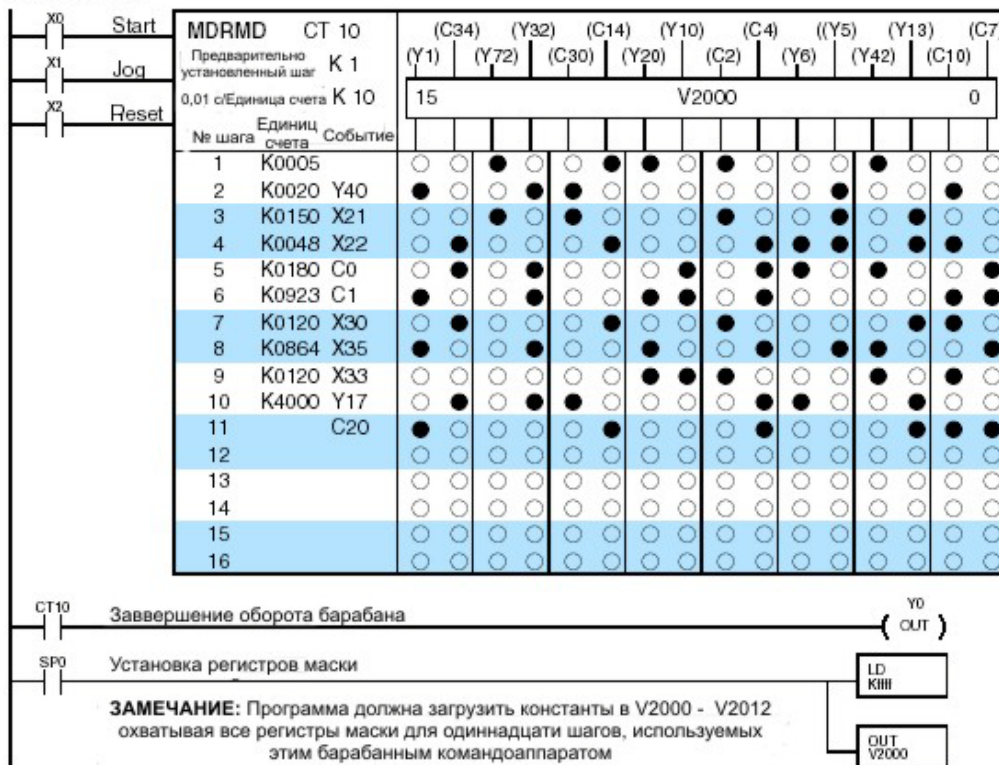 X0 Start
X1 Jog
X2 Reset
MDRMD CT 10
Предварительно установленный шаг K 1
0,01 с/Единица счета K 10
№ шага Единиц счета Событие
(C34) (Y32) (C14) (Y10) (C4) ((Y5) (Y13) (C7
(Y1) (Y72) (C30) (Y20) (C2) (Y6) (Y42) (C10)
15 V2000 0
1 K0005
2 K0020 Y40
3 K0150 X21
4 K0048 X22
5 K0180 C0
6 K0923 C1
7 K0120 X30
8 K0864 X35
9 K0120 X33
10 K4000 Y17
11 C20
12
13
14
15
16
CT10 Заввершение оборота барабана Y0
OUT
SP0 Установка регистров маски
LD
OUT
V2000
ЗАМЕЧАНИЕ: Программа должна загрузить константы в V2000 - V2012
охватывая все регистры маски для одиннадцати шагов, используемых
этим барабанным командоаппаратом